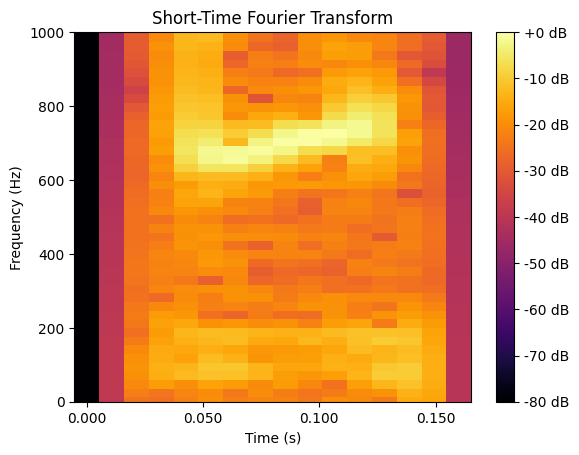 Short-Time Fourier Transform
1000
800
600
400
200
0
Frequency (Hz)
0.000
0.050
0.100
0.150
Time (s)
+0 dB
-10 dB
-20 dB
-30 dB
-40 dB
-50 dB
-60 dB
-70 dB
-80 dB